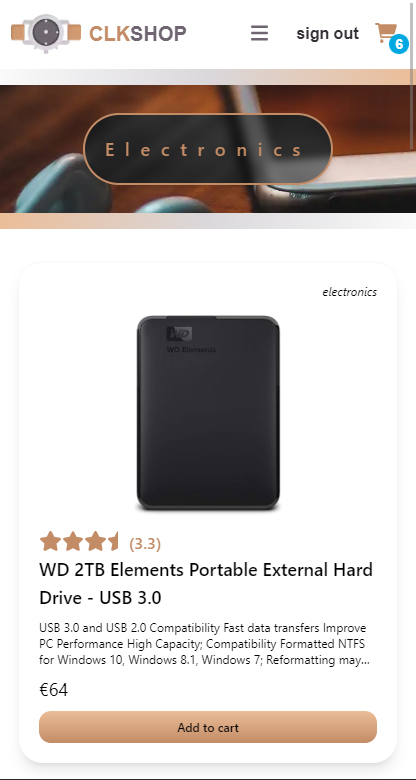 CLKSHOP
sign out
6
Electronics
electronics
WD
WD Elements
(3.3)
WD 2TB Elements Portable External Hard
Drive - USB 3.0
USB 3.0 and USB 2.0 Compatibility Fast data transfers Improve
PC Performance High Capacity; Compatibility Formatted NTFS
for Windows 10, Windows 8.1, Windows 7; Reformatting may...
€64
Add to cart